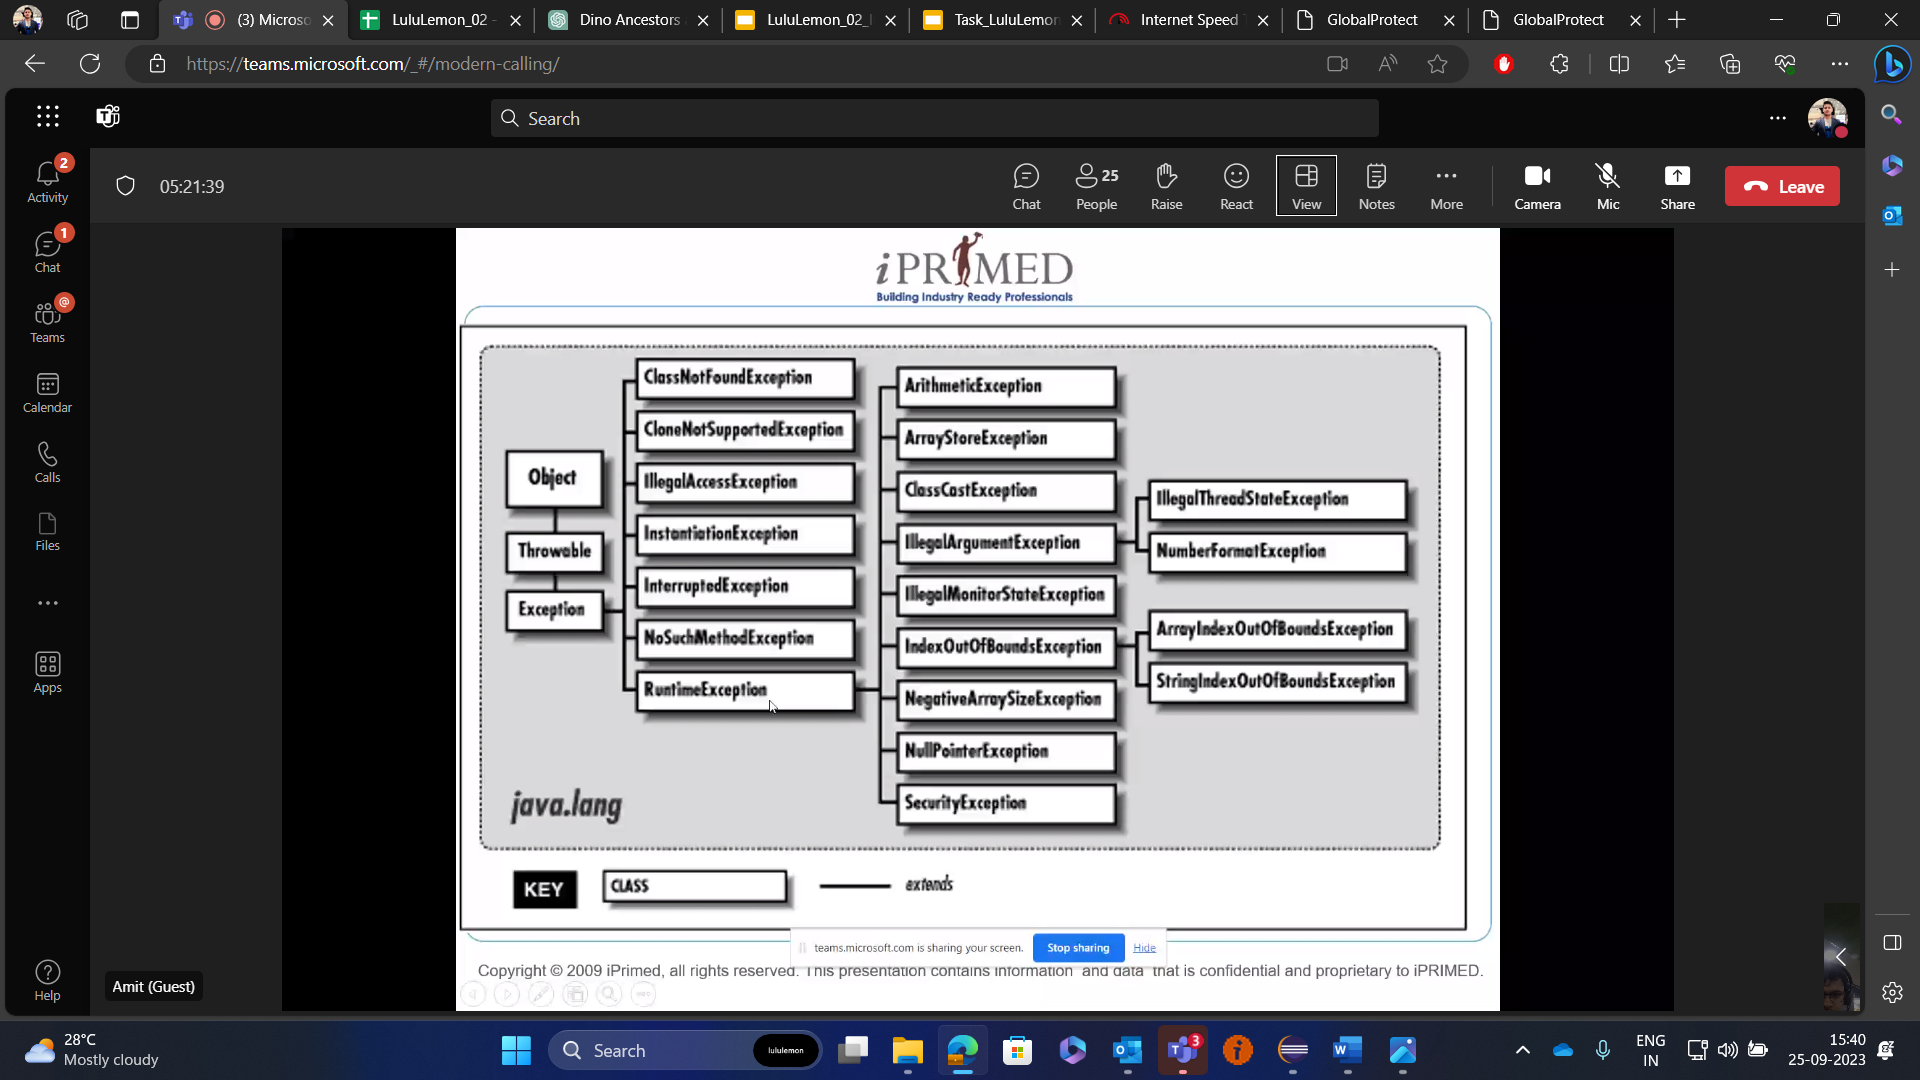 (3) Microso
LuluLemon_02 -
Dino Ancestors
LuluLemon_02_
Task_LuluLemon
Internet Speed T
GlobalProtect
GlobalProtect
https://teams.microsoft.com/_#/modern-calling/
Search
2
Activity
1
Chat
@
Teams
Calendar
Calls
Files
Apps
Help
05:21:39
Chat
25
People
Raise
React
View
Notes
More
Camera
Mic
Share
Leave
iPRIMED
Building Industry Ready Professionals
Object
Throwable
Exception
ClassNotFoundException
CloneNotSupportedException
IllegalAccessException
InstantiationException
InterruptedException
NoSuchMethodException
RuntimeException
ArithmeticException
ArrayStoreException
ClassCastException
IllegalArgumentException
IllegalMonitorStateException
IndexOutOfBoundsException
NegativeArraySizeException
NullPointerException
SecurityException
IllegalThreadStateException
NumberFormatException
ArrayIndexOutOfBoundsException
StringIndexOutOfBoundsException
java.lang
KEY
CLASS
extends
teams.microsoft.com is sharing your screen.
Stop sharing
Hide
Copyright © 2009 iPrimed, all rights reserved. This presentation contains information and data that is confidential and proprietary to iPRIMED.
Amit (Guest)
28°C
Mostly cloudy
Search
lululemon
3
ENG
IN
15:40
25-09-2023